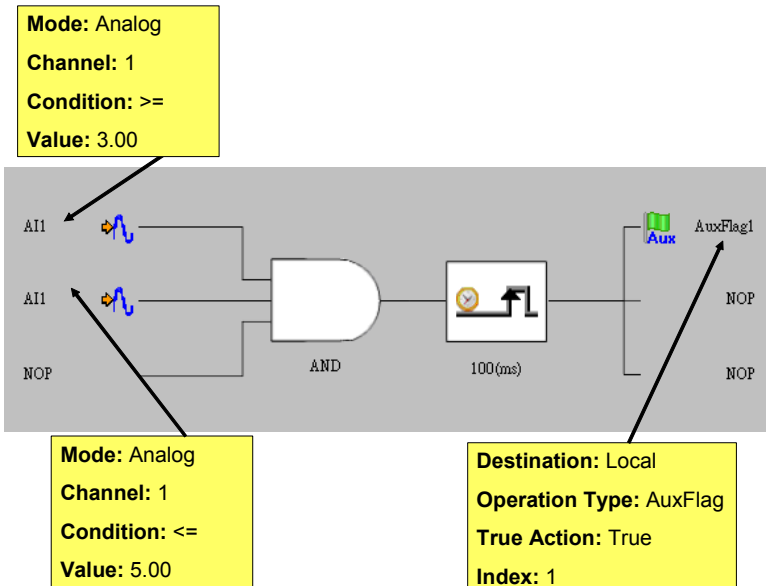 Mode: Analog
Channel: 1
Condition: >=
Value: 3.00
AI1
Aux
AuxFlag1
AI1
NOP
NOP
AND
100(ms)
NOP
Mode: Analog
Channel: 1
Condition: <=
Value: 5.00
Destination: Local
Operation Type: AuxFlag
True Action: True
Index: 1